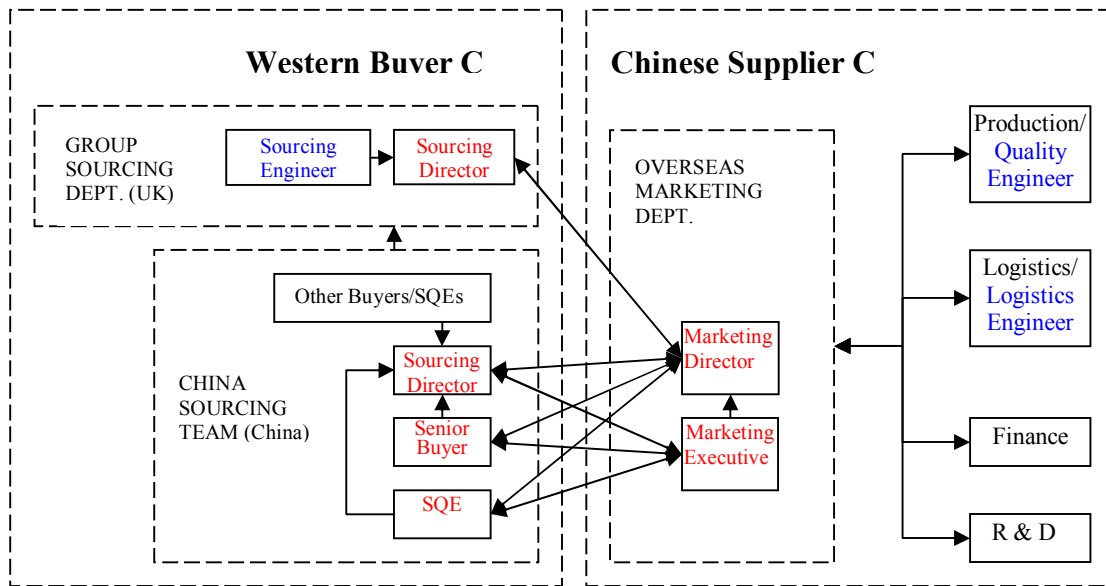 Western Buver C
GROUP
SOURCING
DEPT. (UK)
Sourcing
Engineer
Sourcing
Director
CHINA
SOURCING
TEAM (China)
Other Buyers/SQEs
Sourcing
Director
Senior
Buyer
SQE
Chinese Supplier C
OVERSEAS
MARKETING
DEPT.
Marketing
Director
Marketing
Executive
Production/
Quality
Engineer
Logistics/
Logistics
Engineer
Finance
R & D